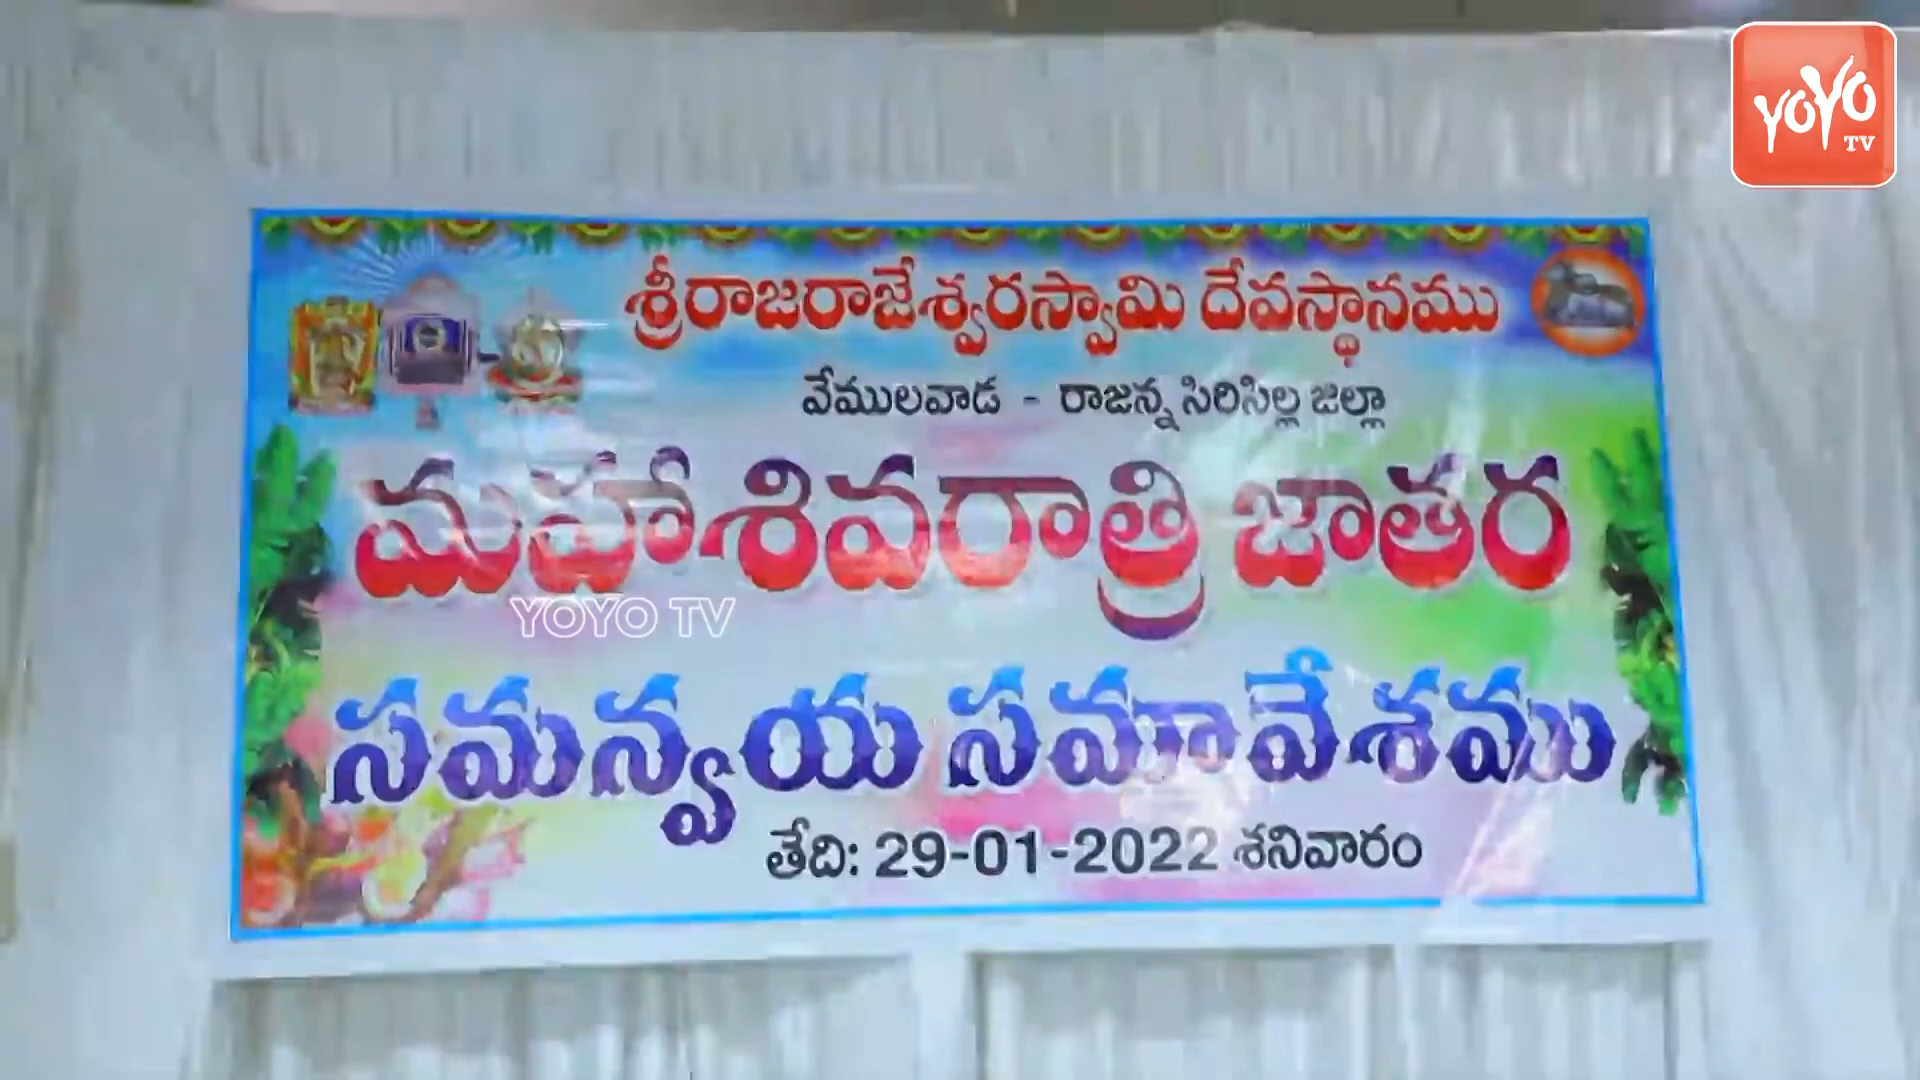 YOYO
TV
శ్రీరాజరాజేశ్వరస్వామి దేవస్థానము
వేములవాడ - రాజన్న సిరిసిల్ల జిల్లా
మహాశివరాత్రి జాతర
YOYO TV
సమన్వయ సమావేశము
తేది: 29-01-2022 శనివారం